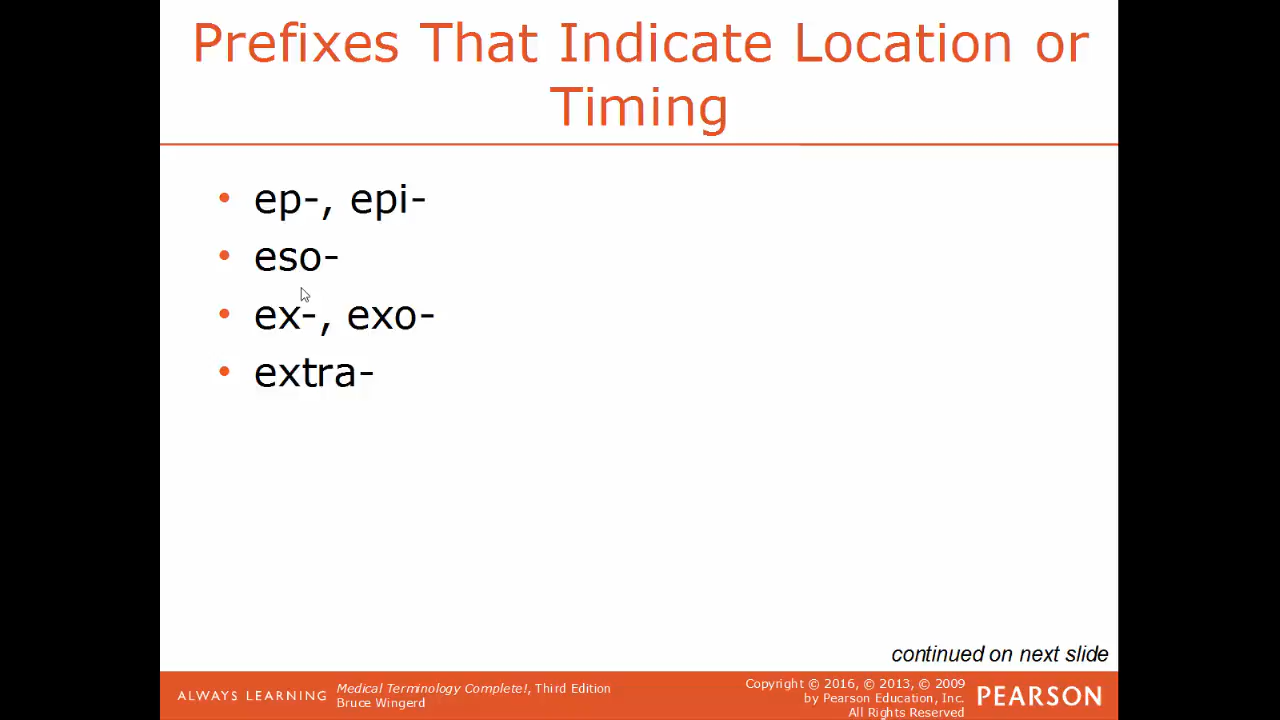 Prefixes That Indicate Location or
Timing
• ep-, epi-
• eso-
• ex-, exo-
• extra-
continued on next slide
ALWAYS LEARNING
Medical Terminology Complete!, Third Edition
Bruce Wingerd
Copyright © 2016, © 2013, © 2009
by Pearson Education, Inc.
All Rights Reserved
PEARSON